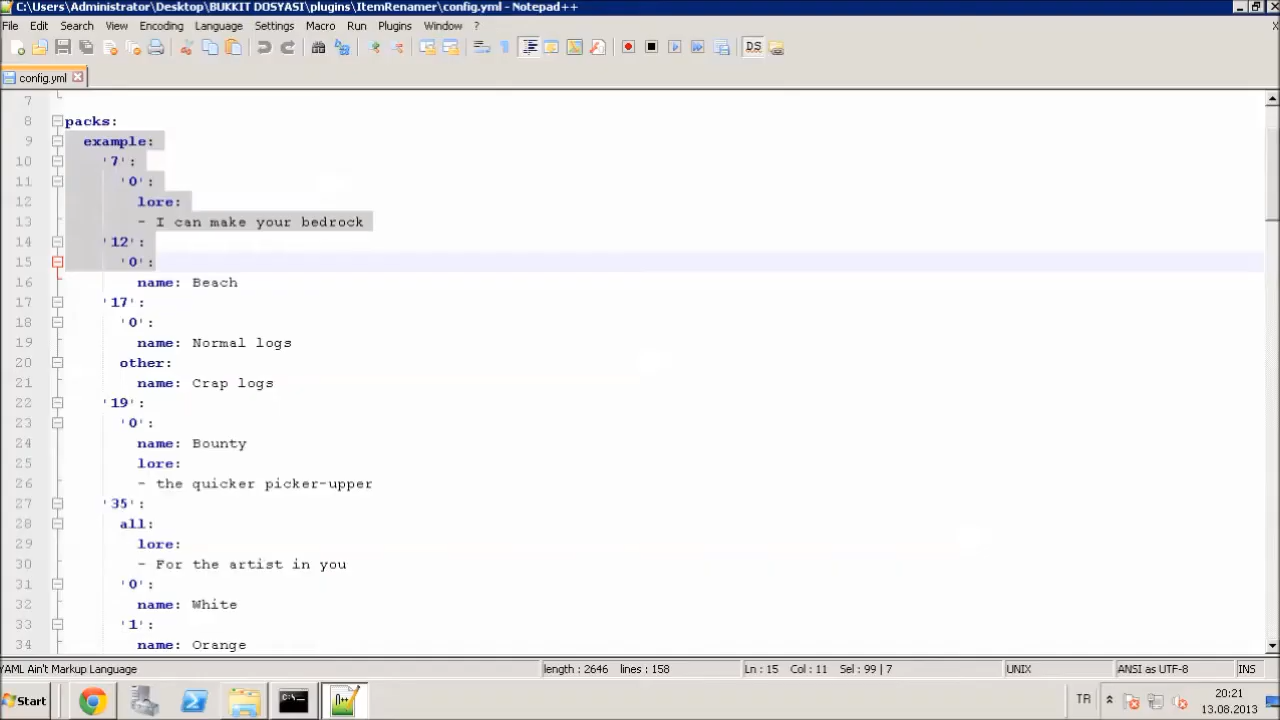 C:\Users\Administrator\Desktop\BUKKIT DOSYASI\plugins\ItemRenamer\config.yml - Notepad++
File Edit Search View Encoding Language Settings Macro Run Plugins Window ?
DS
config.yml
7
8 packs:
9 example:
10 '7':
11 '0':
12 lore:
13 - I can make your bedrock
14 '12':
15 '0':
16 name: Beach
17 '17':
18 '0':
19 name: Normal logs
20 other:
21 name: Crap logs
22 '19':
23 '0':
24 name: Bounty
25 lore:
26 - the quicker picker-upper
27 '35':
28 all:
29 lore:
30 - For the artist in you
31 '0':
32 name: White
33 '1':
34 name: Orange
YAML Ain't Markup Language length : 2646 lines : 158 Ln : 15 Col : 11 Sel : 99 | 7 UNIX ANSI as UTF-8 INS
Start TR 20:21
13.08.2013